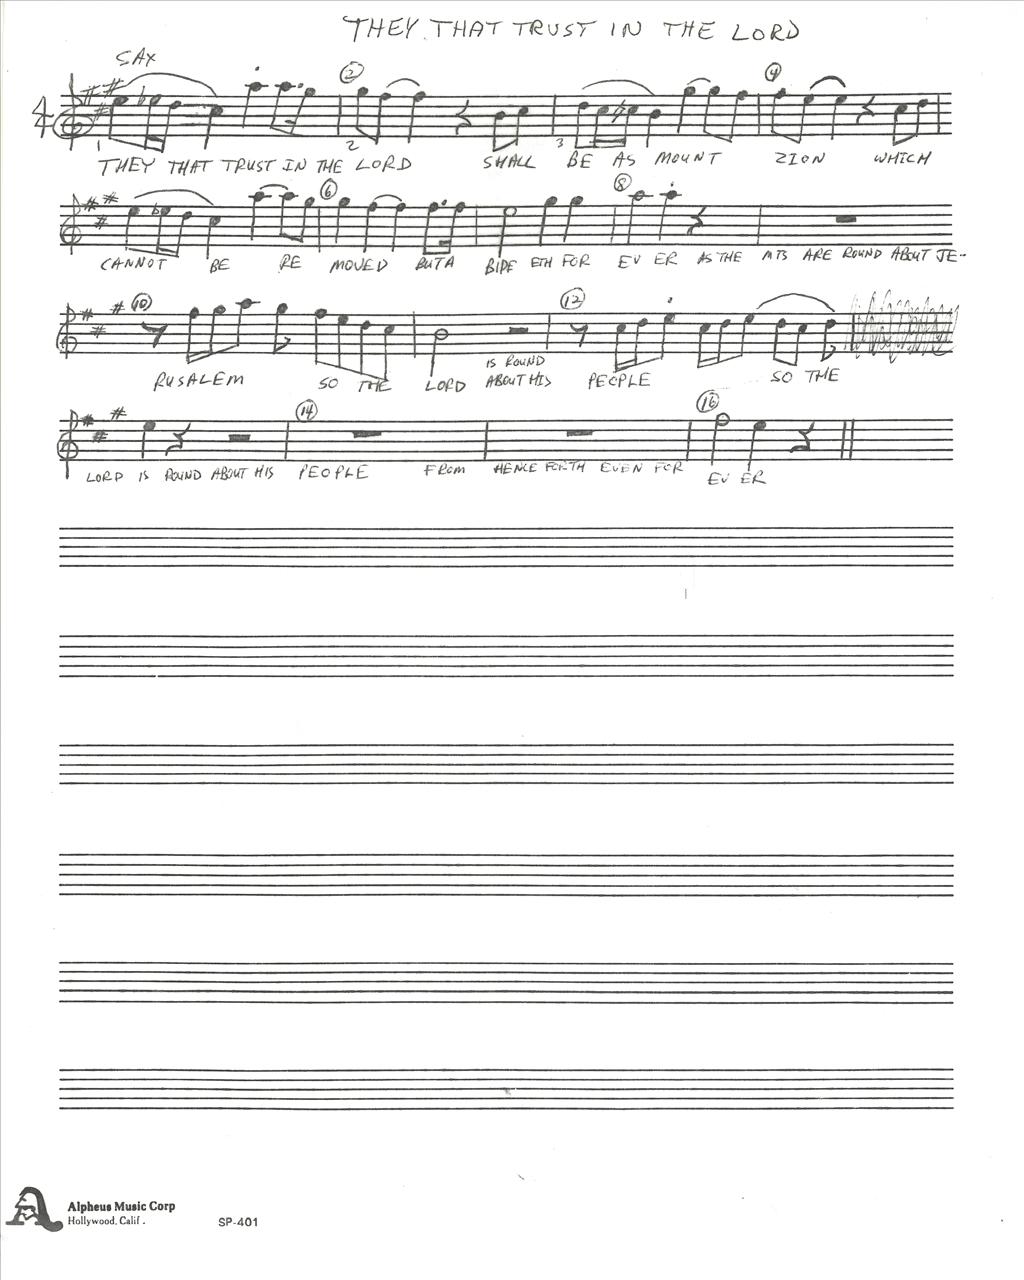 THEY THAT TRUST IN THE LORD
SAX
2 4
4 4
1 2 3
THEY THAT TRUST IN THE LORD SHALL BE AS MOUNT ZION WHICH
6 8
CANNOT BE RE MOVED BUT A BIDE ETH FOR EV ER AS THE MTS ARE ROUND ABOUT JE--
10 12
IS ROUND
RUSALEM SO THE LORD ABOUT HIS PEOPLE SO THE
14 16
LORD IS ROUND ABOUT HIS PEOPLE FROM HENCE FORTH EVEN FOR EV ER
Alpheus Music Corp
Hollywood, Calif.
SP-401